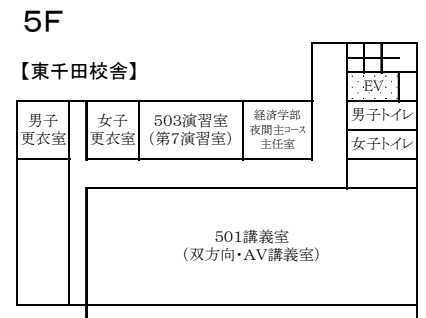 5F
【東千田校舎】
EV
男子
更衣室
女子
更衣室
503演習室
(第7演習室)
経済学部
夜間主コース
主任室
男子トイレ
女子トイレ
501講義室
(双方向・AV講義室)